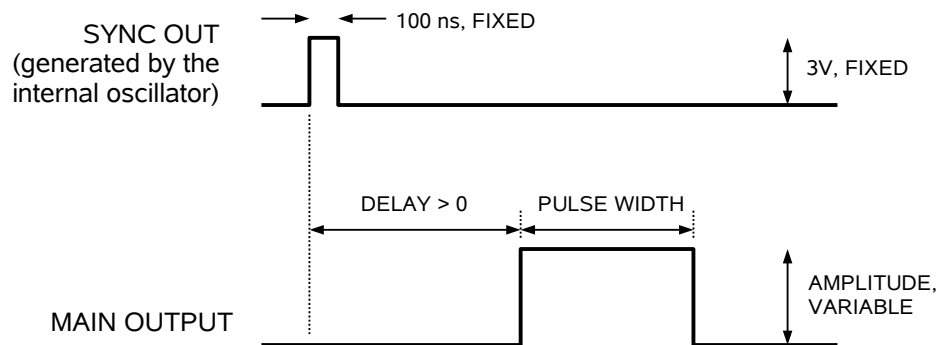 100 ns, FIXED
SYNC OUT
(generated by the
internal oscillator)
3V, FIXED
DELAY > 0
PULSE WIDTH
AMPLITUDE,
VARIABLE
MAIN OUTPUT